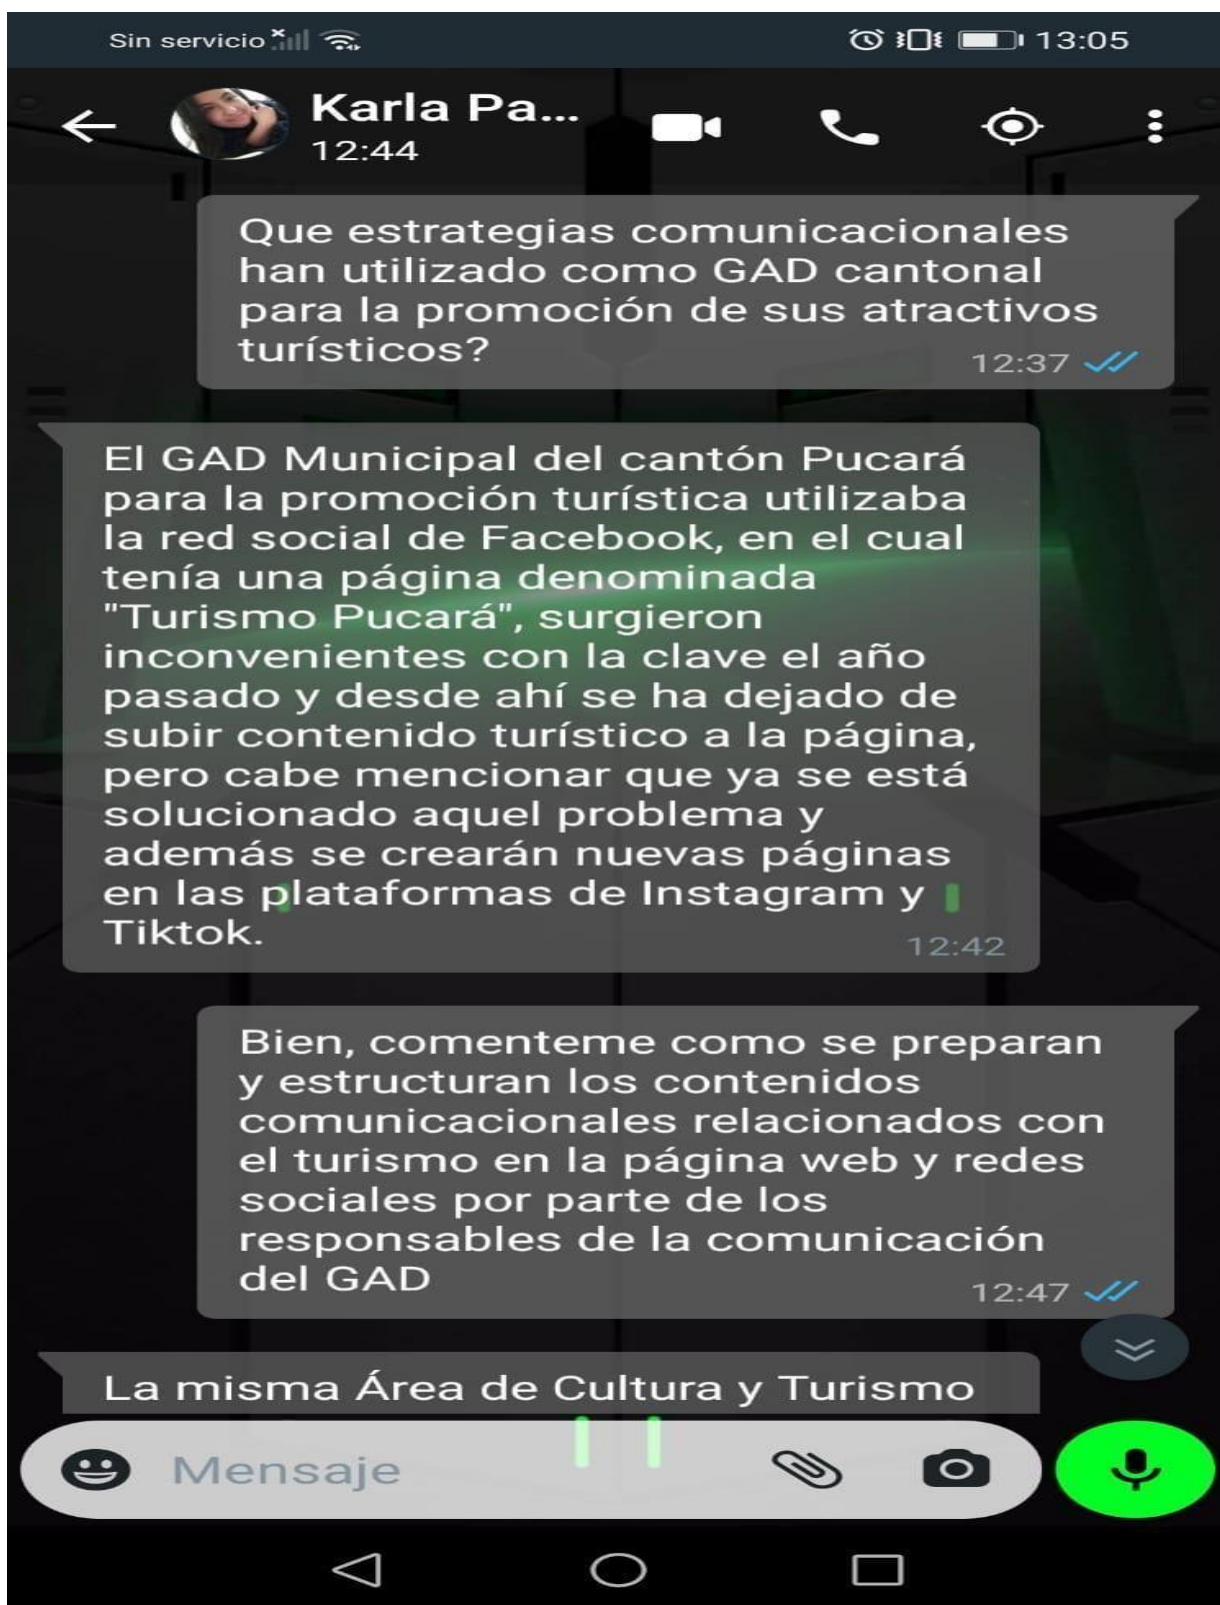 Sin servicio
13:05
Karla Pa...
12:44
Que estrategias comunicacionales
han utilizado como GAD cantonal
para la promoción de sus atractivos
turísticos?
12:37
El GAD Municipal del cantón Pucará
para la promoción turística utilizaba
la red social de Facebook, en el cual
tenía una página denominada
"Turismo Pucará", surgieron
inconvenientes con la clave el año
pasado y desde ahí se ha dejado de
subir contenido turístico a la página,
pero cabe mencionar que ya se está
solucionado aquel problema y
además se crearán nuevas páginas
en las plataformas de Instagram y
Tiktok.
12:42
Bien, comenteme como se preparan
y estructuran los contenidos
comunicacionales relacionados con
el turismo en la página web y redes
sociales por parte de los
responsables de la comunicación
del GAD
12:47
La misma Área de Cultura y Turismo
Mensaje